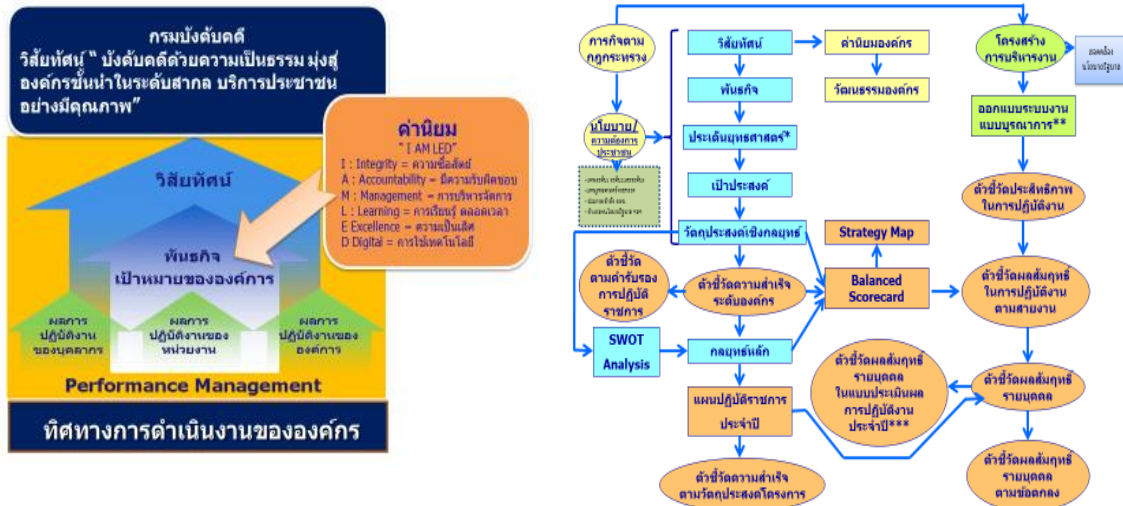 กรมบังคับคดี
วิสัยทัศน์ “ บังคับคดีด้วยความเป็นธรรม มุ่งสู่
องค์กรชั้นนำในระดับสากล บริการประชาชน
อย่างมีคุณภาพ”
ค่านิยม
“ I AM LED”
I : Integrity = ความซื่อสัตย์
A : Accountability = มีความรับผิดชอบ
M : Management = การบริหารจัดการ
L : Learning = การเรียนรู้ ตลอดเวลา
E Excellence = ความเป็นเลิศ
D Digital = การใช้เทคโนโลยี
วิสัยทัศน์
พันธกิจ
เป้าหมายขององค์การ
ผลการ
ปฏิบัติงาน
ของบุคลากร
ผลการ
ปฏิบัติงานของ
หน่วยงาน
ผลการ
ปฏิบัติงานของ
องค์การ
Performance Management
ทิศทางการดำเนินงานขององค์กร
ภารกิจตาม
กฎกระทรวง
นโยบาย/
ความต้องการ
ประชาชน
วิสัยทัศน์
ค่านิยมองค์กร
พันธกิจ
วัฒนธรรมองค์กร
ประเด็นยุทธศาสตร์*
เป้าประสงค์
วัตถุประสงค์เชิงกลยุทธ์
ตัวชี้วัด
ตามคำรับรอง
การปฏิบัติ
ราชการ
ตัวชี้วัดความสำเร็จ
ระดับองค์กร
Strategy Map
Balanced
Scorecard
SWOT
Analysis
กลยุทธ์หลัก
แผนปฏิบัติราชการ
ประจำปี
ตัวชี้วัดความสำเร็จ
ตามวัตถุประสงค์โครงการ
โครงสร้าง
การบริหารงาน
ออกแบบระบบงาน
แบบบูรณาการ**
ตัวชี้วัดประสิทธิภาพ
ในการปฏิบัติงาน
ตัวชี้วัดผลสัมฤทธิ์
ในการปฏิบัติงาน
ตามสายงาน
ตัวชี้วัดผลสัมฤทธิ์
รายบุคคล
ในแบบประเมินผล
การปฏิบัติงาน
ประจำปี***
ตัวชี้วัดผลสัมฤทธิ์
รายบุคคล
ตัวชี้วัดผลสัมฤทธิ์
รายบุคคล
ตามข้อตกลง